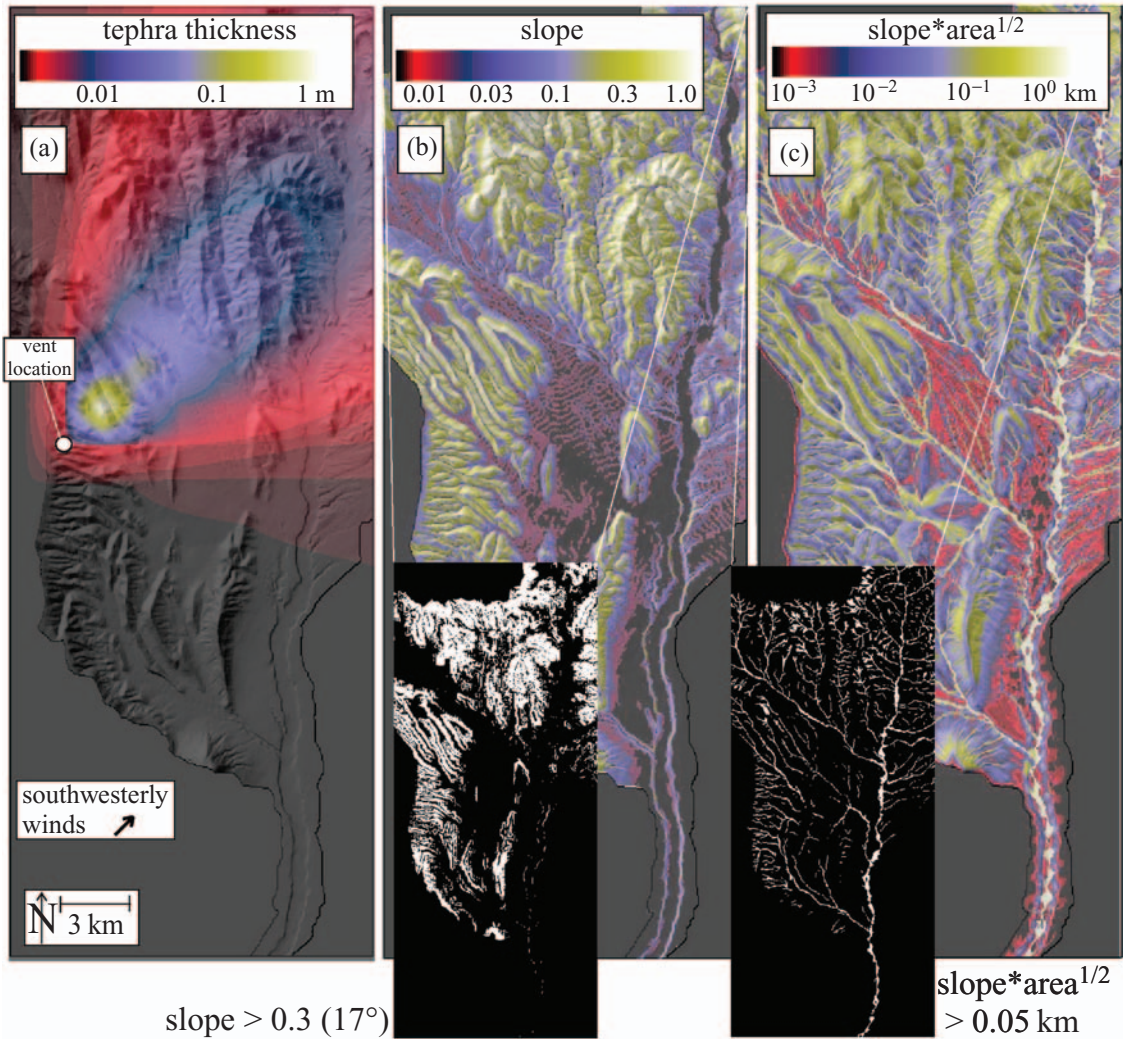 tephra thickness
0.01 0.1 1 m
(a)
vent
location
southwesterly
winds
N
3 km
slope
0.01 0.03 0.1 0.3 1.0
(b)
slope > 0.3 (17°)
slope*area1/2
10−3 10−2 10−1 100 km
(c)
slope*area1/2
> 0.05 km